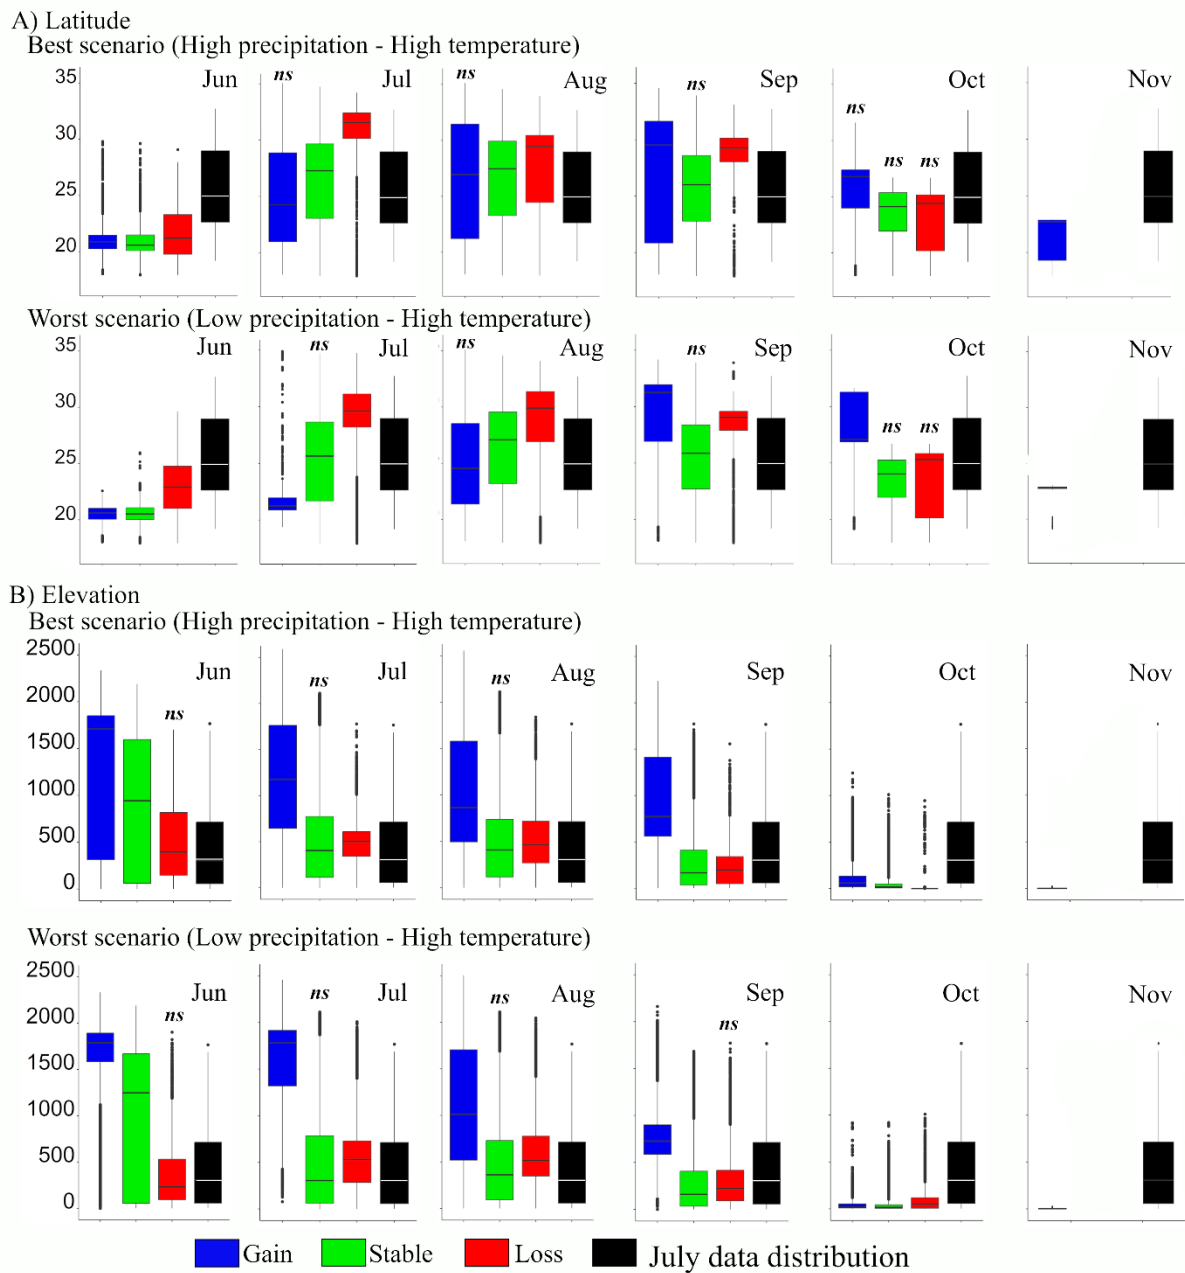 A) Latitude
Best scenario (High precipitation - High temperature)
35 Jun ns Jul ns Aug ns Sep ns Oct Nov
30 ns ns
25
20
Worst scenario (Low precipitation - High temperature)
35 Jun ns Jul ns Aug ns Sep Oct Nov
30 ns ns
25
20
B) Elevation
Best scenario (High precipitation - High temperature)
2500 Jun ns Jul ns Aug Sep Oct Nov
2000 ns
1500
1000
500
0
Worst scenario (Low precipitation - High temperature)
2500 Jun ns Jul ns Aug Sep Oct Nov
2000 ns ns
1500
1000
500
0
Gain Stable Loss July data distribution